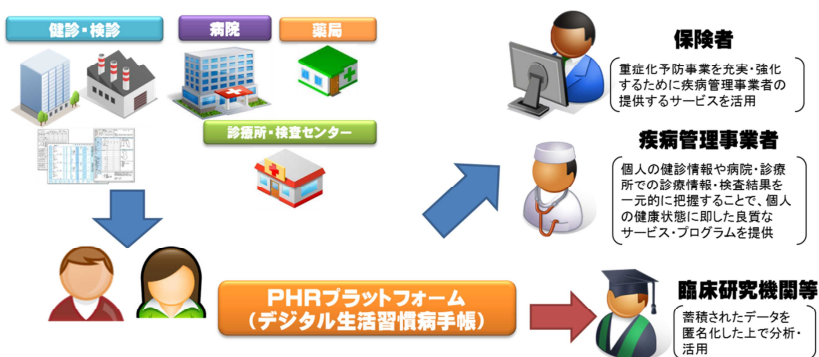 健診・検診
病院
薬局
診療所・検査センター
PHRプラットフォーム
(デジタル生活習慣病手帳)
保険者
重症化予防事業を充実・強化
するために疾病管理事業者の
提供するサービスを活用
疾病管理事業者
個人の健診情報や病院・診療
所での診療情報・検査結果を
一元的に把握することで、個人
の健康状態に即した良質な
サービス・プログラムを提供
臨床研究機関等
蓄積されたデータを
匿名化した上で分析・
活用